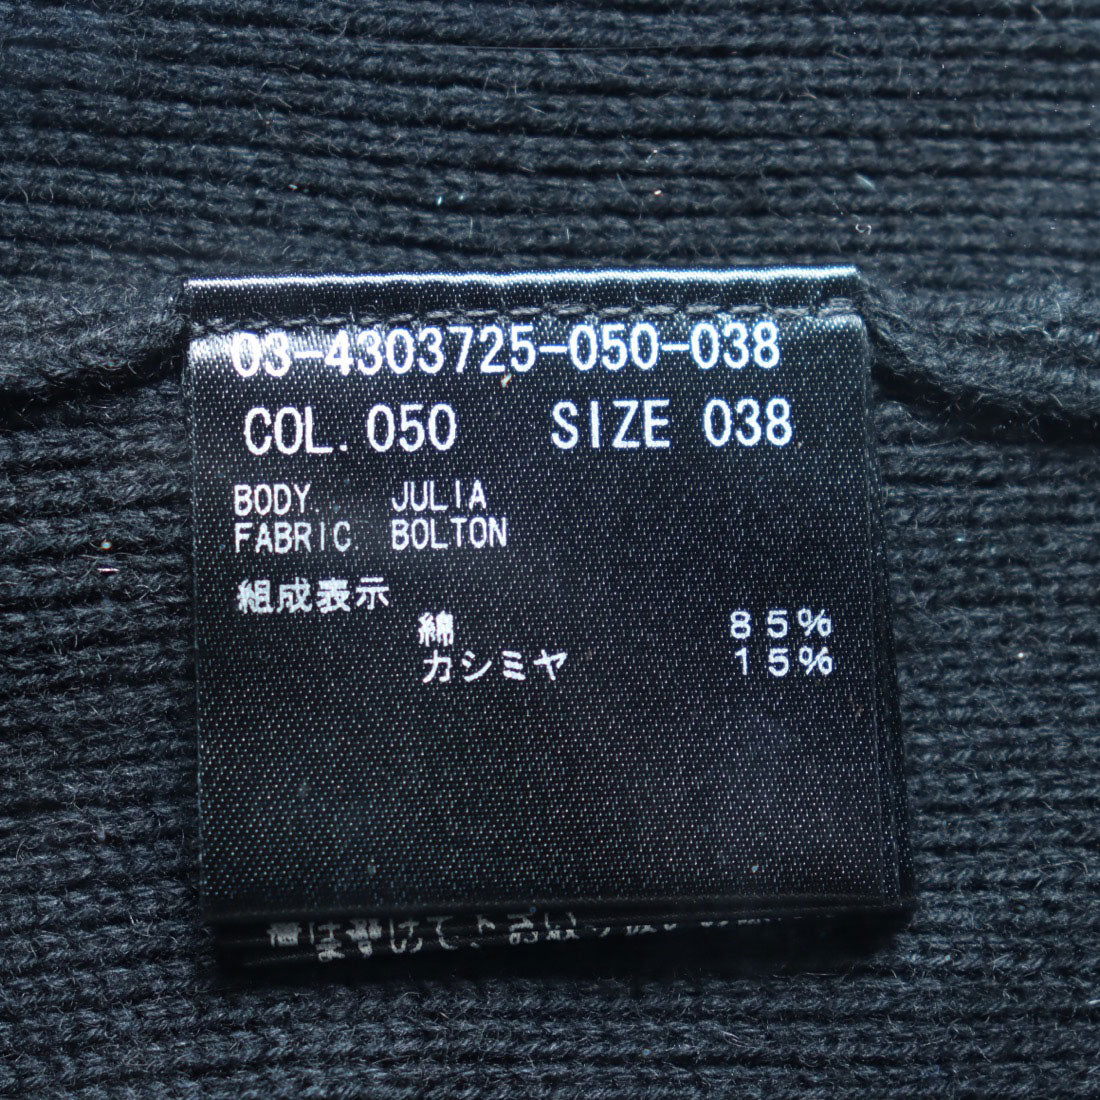 03-4303725-050-038
COL. 050 SIZE 038
BODY. JULIA
FABRIC. BOLTON
組成表示
綿 85%
カシミヤ 15%